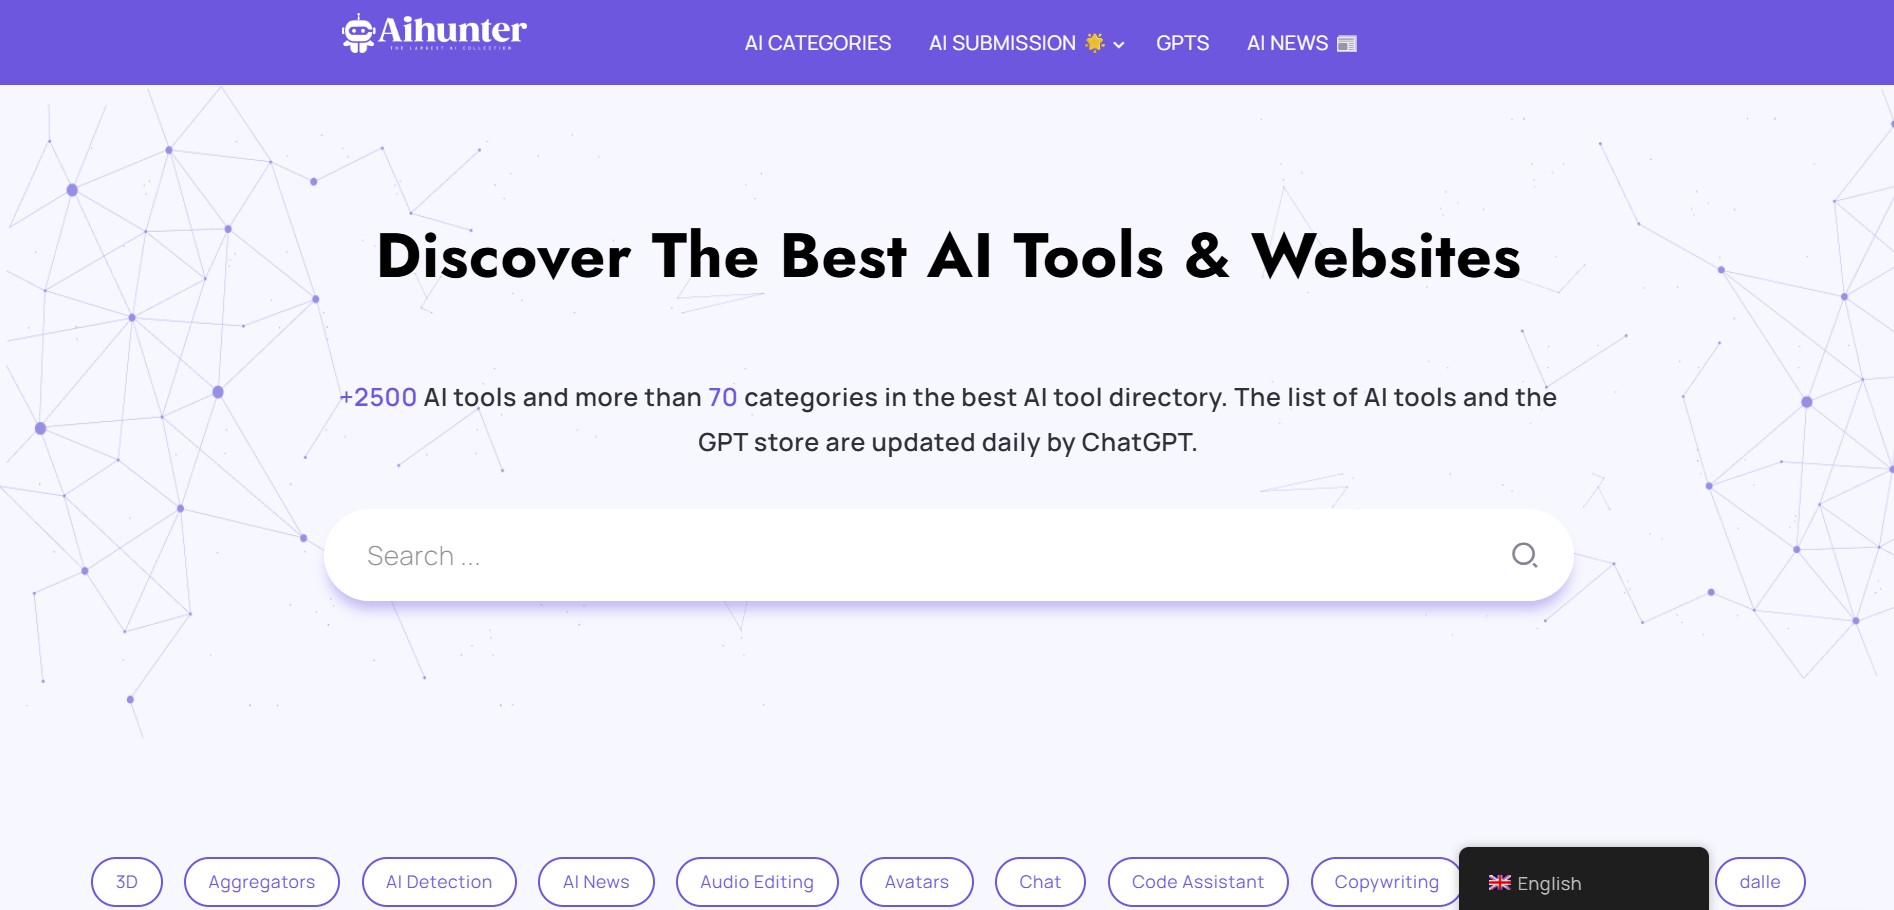 Aihunter
THE LARGEST AI COLLECTION
AI CATEGORIES
AI SUBMISSION 🌟
GPTS
AI NEWS 📰
Discover The Best AI Tools & Websites
+2500 AI tools and more than 70 categories in the best AI tool directory. The list of AI tools and the
GPT store are updated daily by ChatGPT.
Search ...
3D
Aggregators
AI Detection
AI News
Audio Editing
Avatars
Chat
Code Assistant
Copywriting
English
dalle